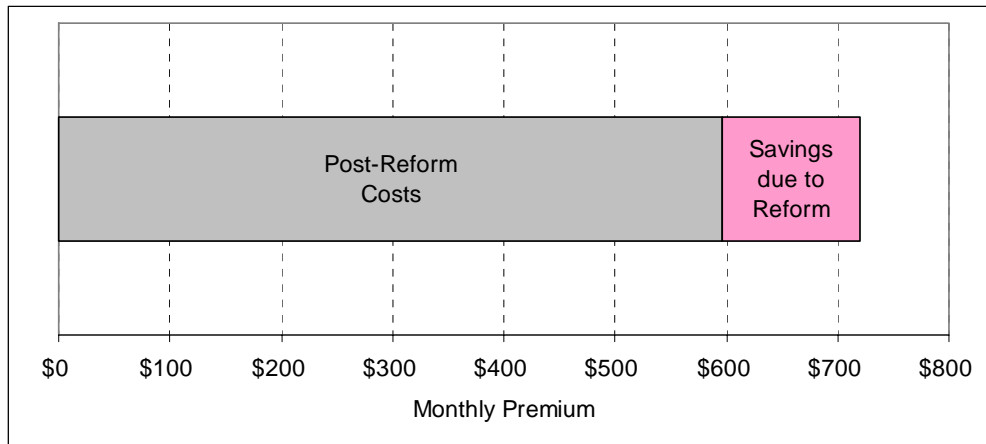 Post-Reform
Costs
Savings
due to
Reform
$0 $100 $200 $300 $400 $500 $600 $700 $800
Monthly Premium